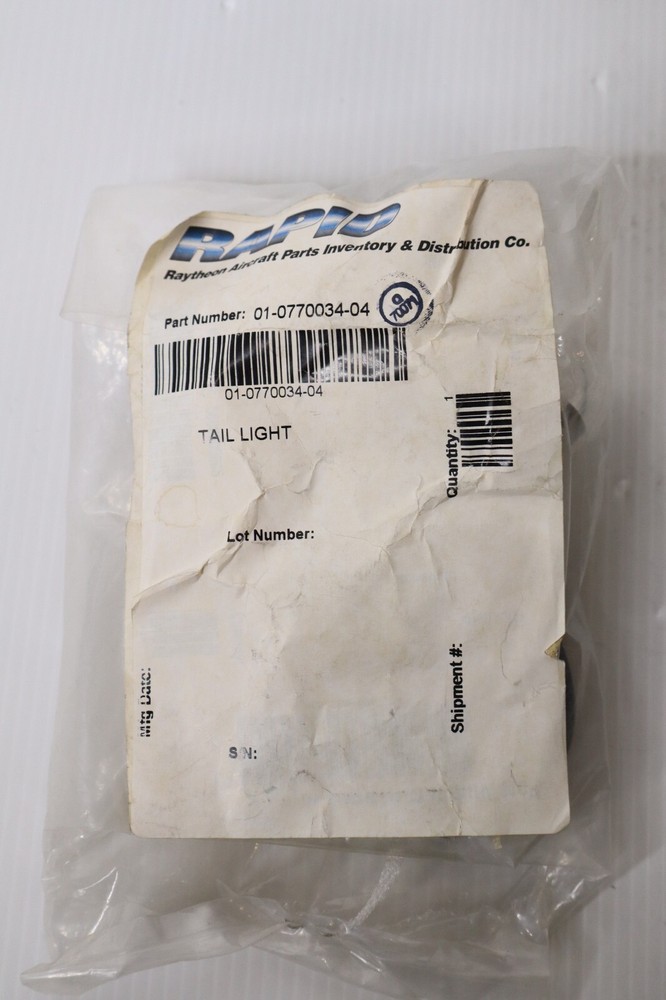 RAPID
Raytheon Aircraft Parts Inventory & Distribution Co.
Part Number: 01-0770034-04
01-0770034-04
TAIL LIGHT
Quantity: 1
Lot Number:
Mfg Date:
Shipment #:
S/N: